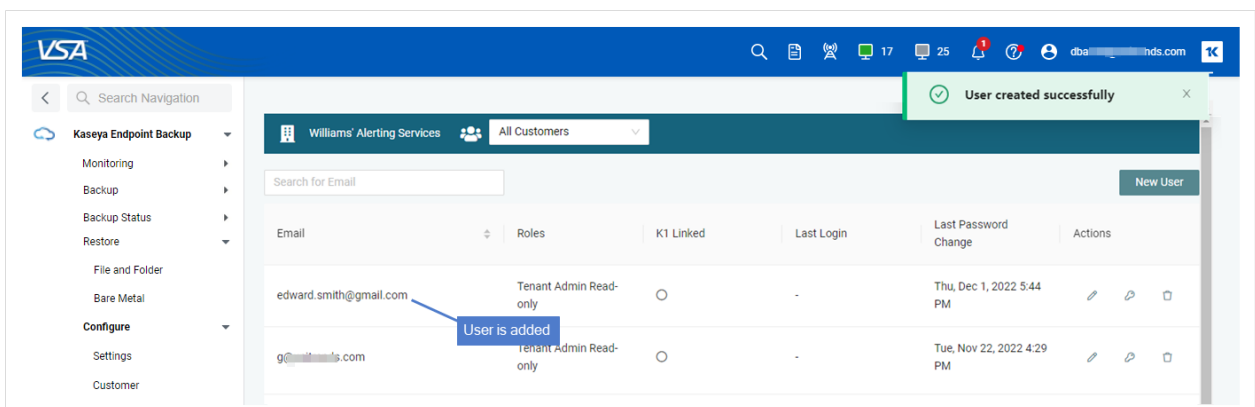 VSA
17
25
1
dba nds.com
Search Navigation
User created successfully
Kaseya Endpoint Backup
Williams' Alerting Services
All Customers
Monitoring
Backup
Search for Email
New User
Backup Status
Restore
Email
Roles
K1 Linked
Last Login
Last Password
Change
Actions
File and Folder
Bare Metal
edward.smith@gmail.com
Tenant Admin Read-
only
-
Thu, Dec 1, 2022 5:44
PM
User is added
Configure
Settings
Customer
g@ s.com
Tenant Admin Read-
only
-
Tue, Nov 22, 2022 4:29
PM